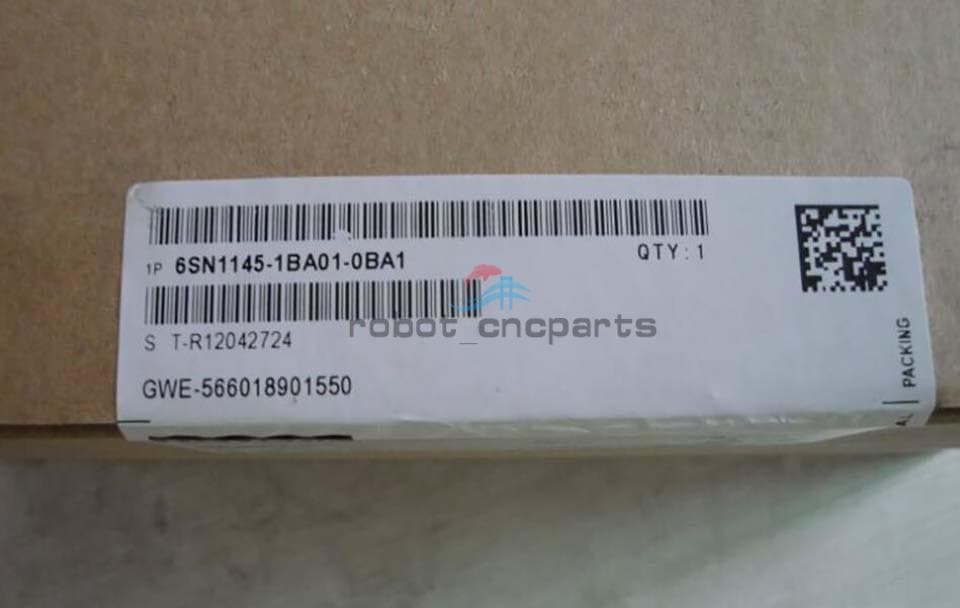 1P 6SN1145-1BA01-0BA1 QTY: 1
robot_cncparts
S T-R12042724
GWE-566018901550
PACKING